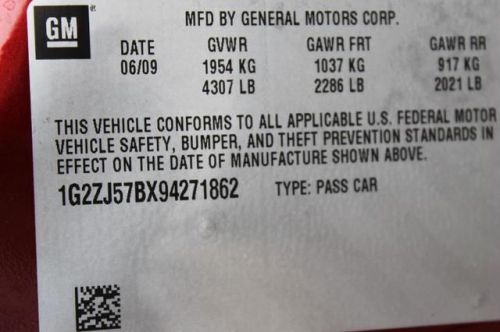 GM
MFD BY GENERAL MOTORS CORP.
DATE GVWR GAWR FRT GAWR RR
06/09 1954 KG 1037 KG 917 KG
4307 LB 2286 LB 2021 LB
THIS VEHICLE CONFORMS TO ALL APPLICABLE U.S. FEDERAL MOTOR
VEHICLE SAFETY, BUMPER, AND THEFT PREVENTION STANDARDS IN
EFFECT ON THE DATE OF MANUFACTURE SHOWN ABOVE.
1G2ZJ57BX94271862 TYPE: PASS CAR